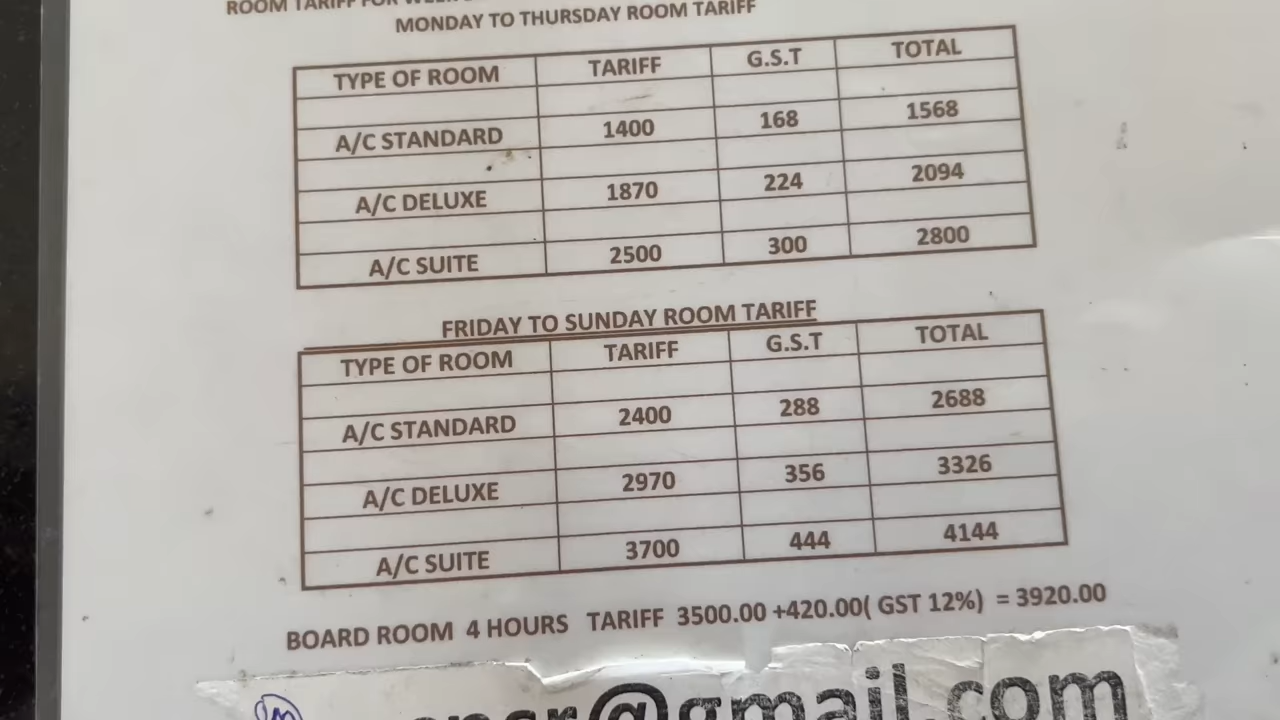 ROOM TARIFF FOR
MONDAY TO THURSDAY ROOM TARIFF
TYPE OF ROOM TARIFF G.S.T TOTAL
A/C STANDARD 1400 168 1568
A/C DELUXE 1870 224 2094
A/C SUITE 2500 300 2800
FRIDAY TO SUNDAY ROOM TARIFF
TYPE OF ROOM TARIFF G.S.T TOTAL
A/C STANDARD 2400 288 2688
A/C DELUXE 2970 356 3326
A/C SUITE 3700 444 4144
BOARD ROOM 4 HOURS TARIFF 3500.00 +420.00( GST 12%) = 3920.00
@gmail.com